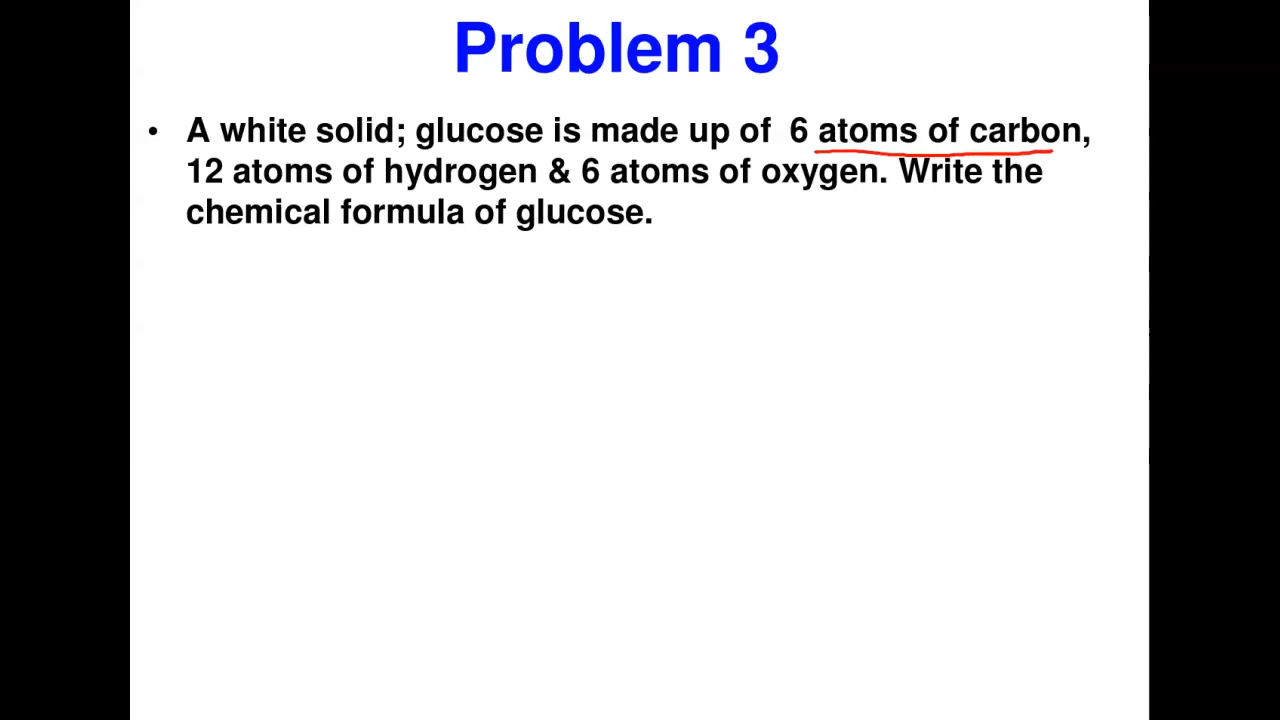 Problem 3
• A white solid; glucose is made up of  6 atoms of carbon,
12 atoms of hydrogen & 6 atoms of oxygen. Write the
chemical formula of glucose.